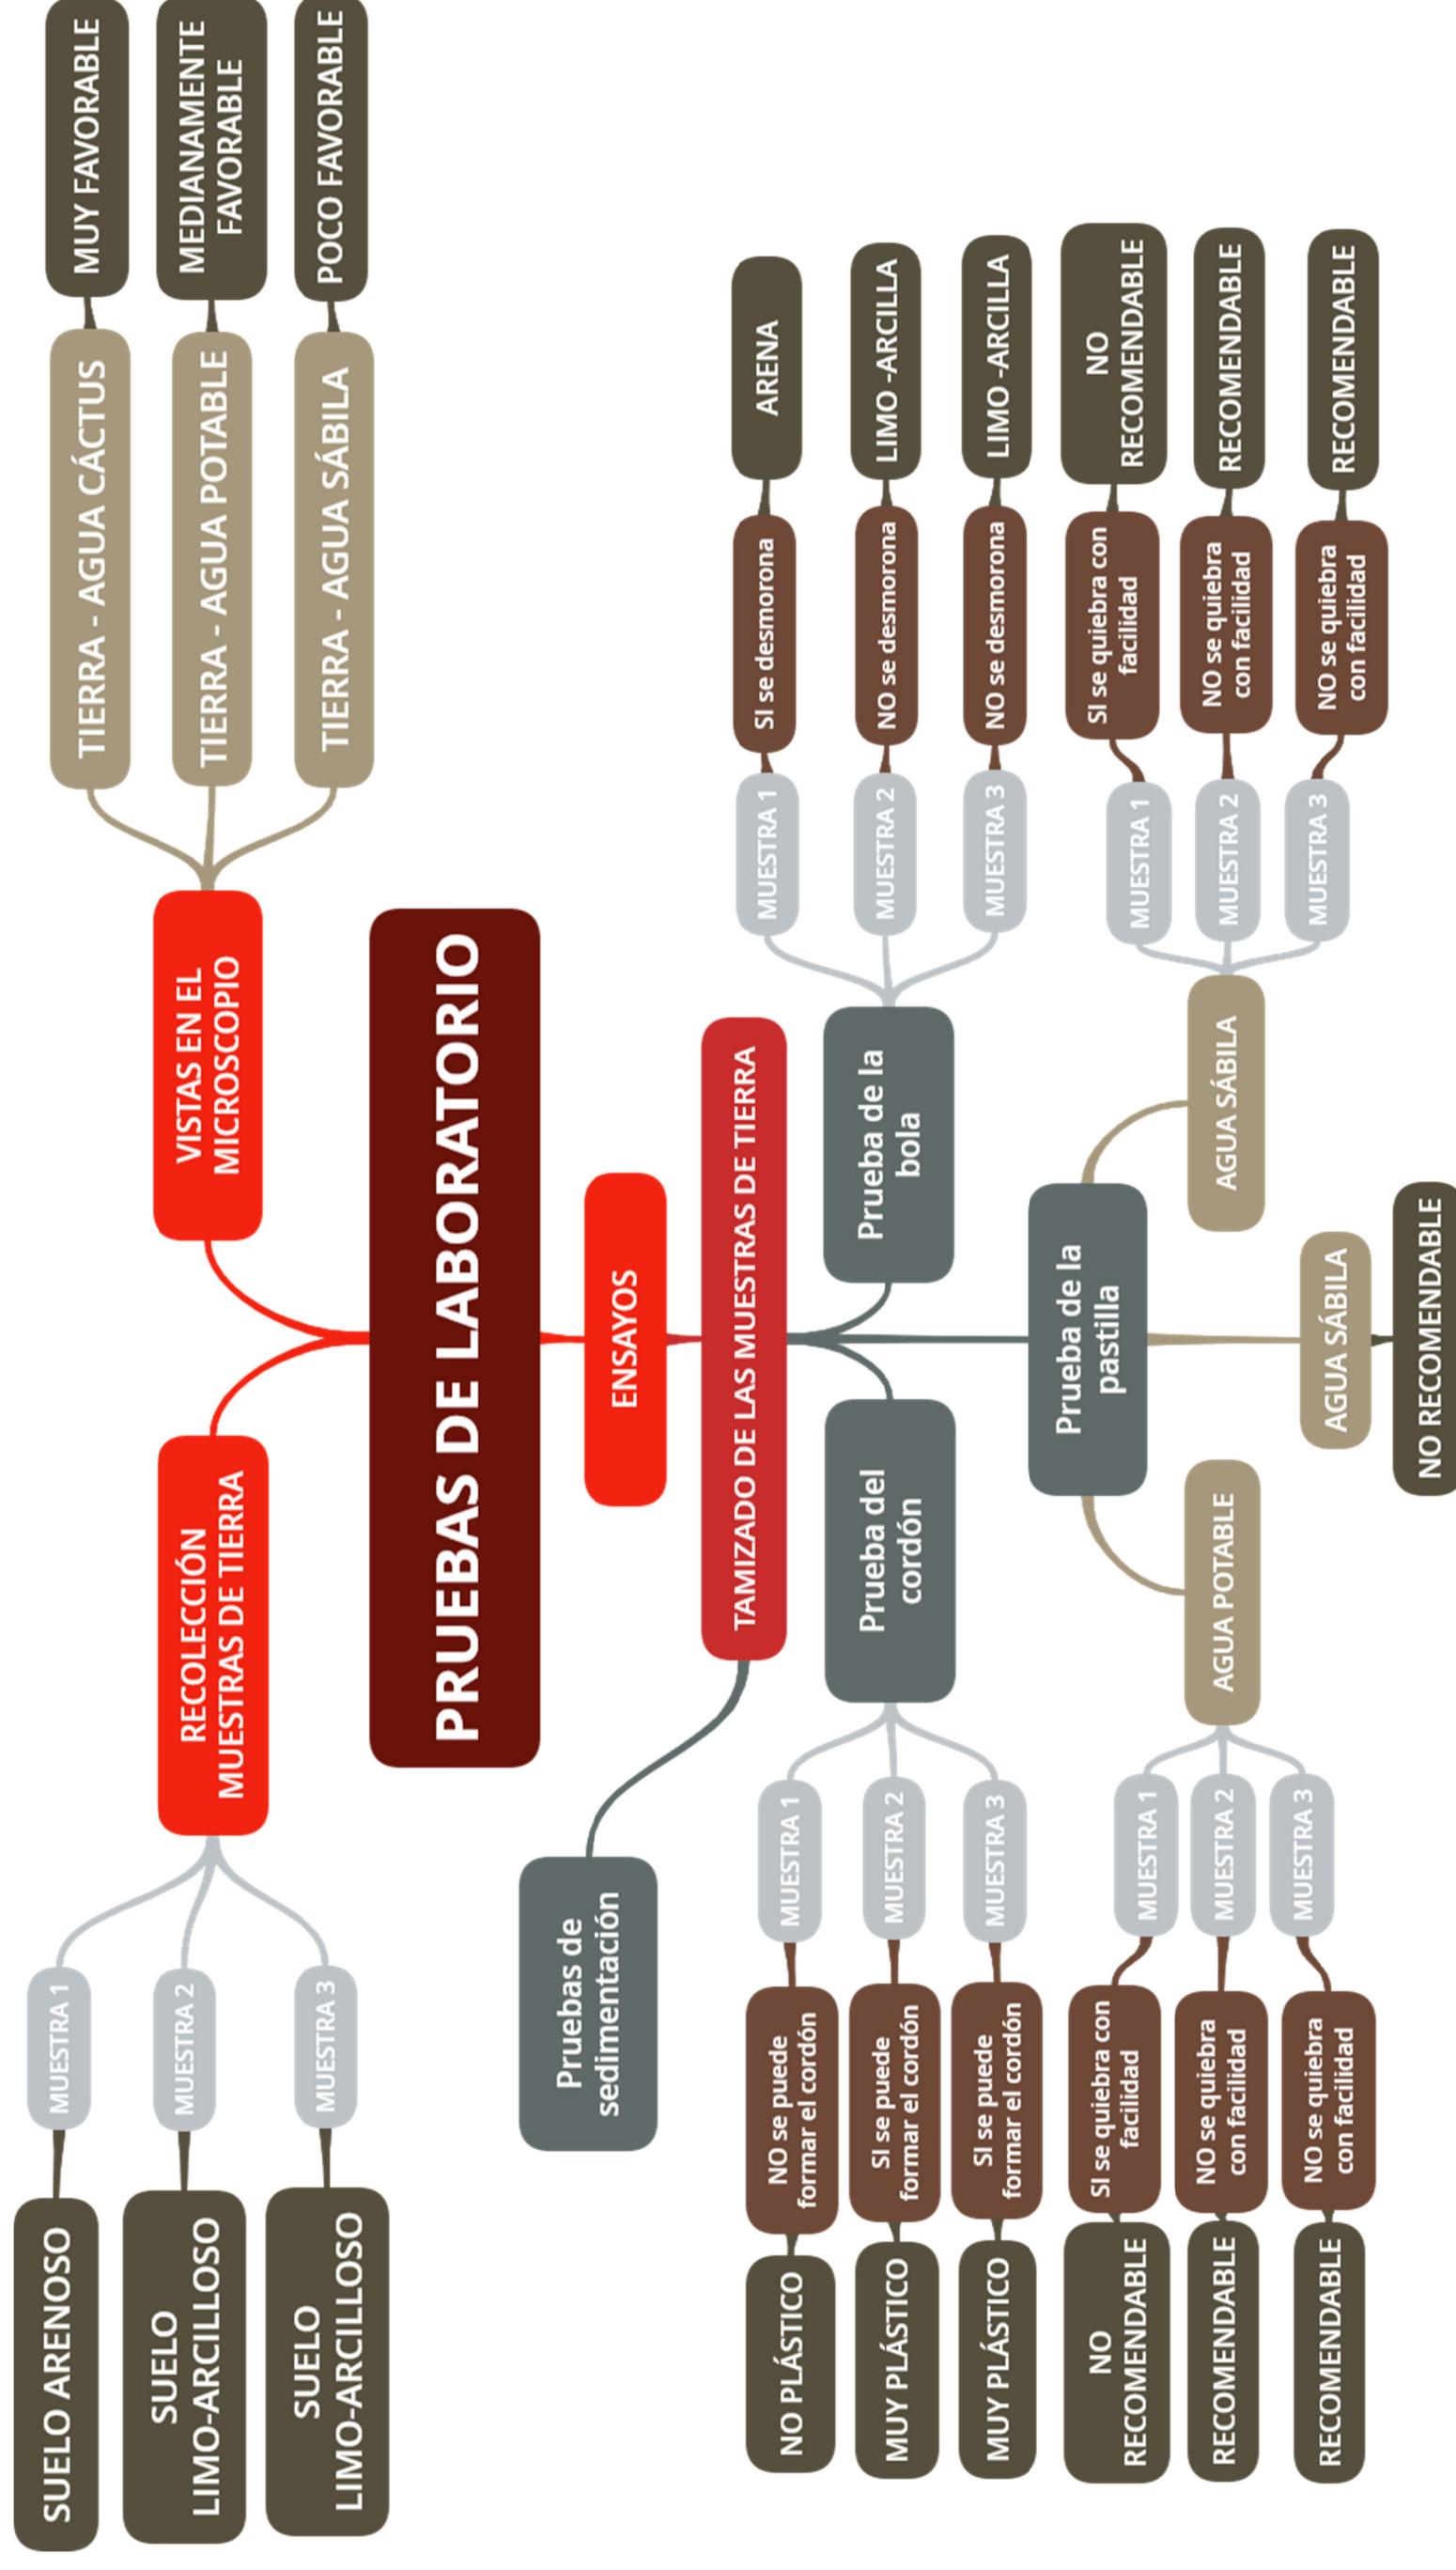 PRUEBAS DE LABORATORIO
RECOLECCIÓN
MUESTRAS DE TIERRA
MUESTRA 1
SUELO ARENOSO
MUESTRA 2
SUELO
LIMO-ARCILLOSO
MUESTRA 3
SUELO
LIMO-ARCILLOSO
VISTAS EN EL
MICROSCOPIO
TIERRA - AGUA CÁCTUS
MUY FAVORABLE
TIERRA - AGUA POTABLE
MEDIANAMENTE
FAVORABLE
TIERRA - AGUA SÁBILA
POCO FAVORABLE
ENSAYOS
TAMIZADO DE LAS MUESTRAS DE TIERRA
Pruebas de
sedimentación
Prueba del
cordón
MUESTRA 1
NO se puede
formar el cordón
NO PLÁSTICO
MUESTRA 2
SI se puede
formar el cordón
MUY PLÁSTICO
MUESTRA 3
SI se puede
formar el cordón
MUY PLÁSTICO
Prueba de la
bola
MUESTRA 1
SI se desmorona
ARENA
MUESTRA 2
NO se desmorona
LIMO -ARCILLA
MUESTRA 3
NO se desmorona
LIMO -ARCILLA
Prueba de la
pastilla
AGUA POTABLE
MUESTRA 1
SI se quiebra con
facilidad
NO
RECOMENDABLE
MUESTRA 2
NO se quiebra
con facilidad
RECOMENDABLE
MUESTRA 3
NO se quiebra
con facilidad
RECOMENDABLE
AGUA SÁBILA
NO RECOMENDABLE
AGUA SÁBILA
MUESTRA 1
SI se quiebra con
facilidad
NO
RECOMENDABLE
MUESTRA 2
NO se quiebra
con facilidad
RECOMENDABLE
MUESTRA 3
NO se quiebra
con facilidad
RECOMENDABLE